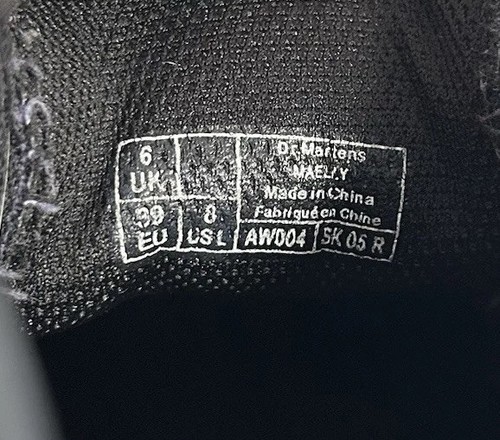 6
UK
39
EU
8
US L
Dr. Martens
MAELLY
Made in China
Fabriqué en Chine
AW004
SK 05 R